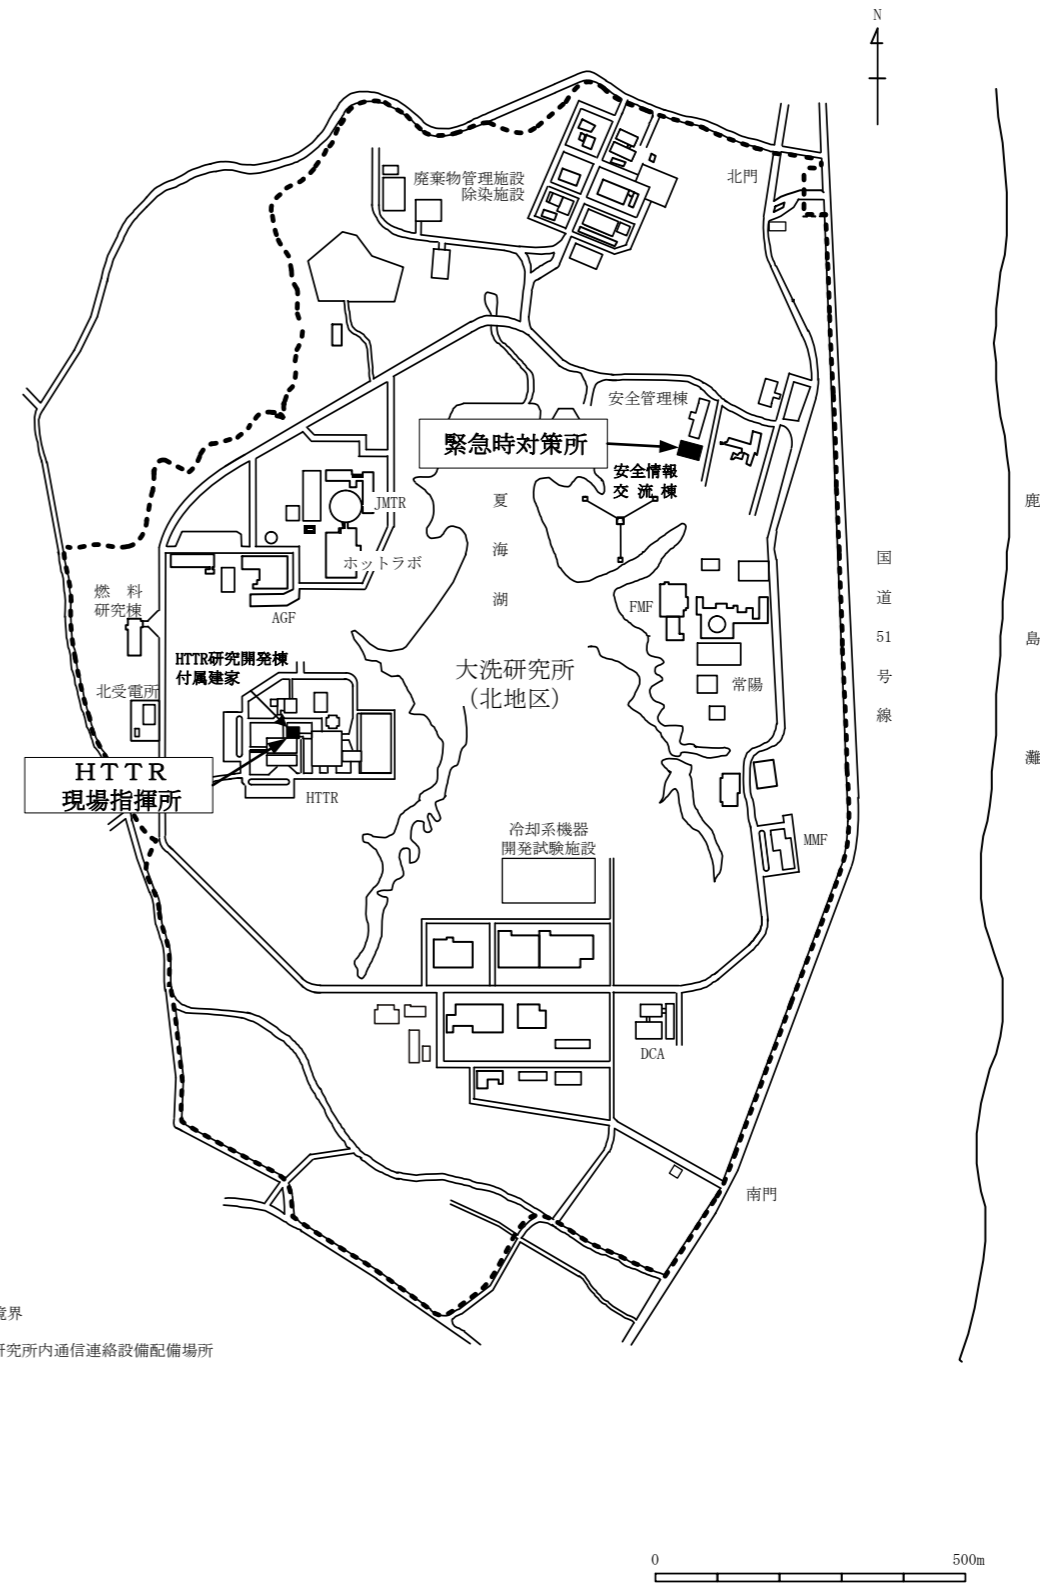 N
北門
廃棄物管理施設
除染施設
安全管理棟
緊急時対策所
安全情報
交 流 棟
JMTR
夏
海
湖
鹿
島
灘
国
道
51
号
線
ホットラボ
燃 料
研究棟
AGF
FMF
HTTR研究開発棟
付属建家
大洗研究所
(北地区)
北受電所
常陽
HTTR
現場指揮所
HTTR
冷却系機器
開発試験施設
MMF
DCA
南門
境界
研究所内通信連絡設備配備場所
0 500m